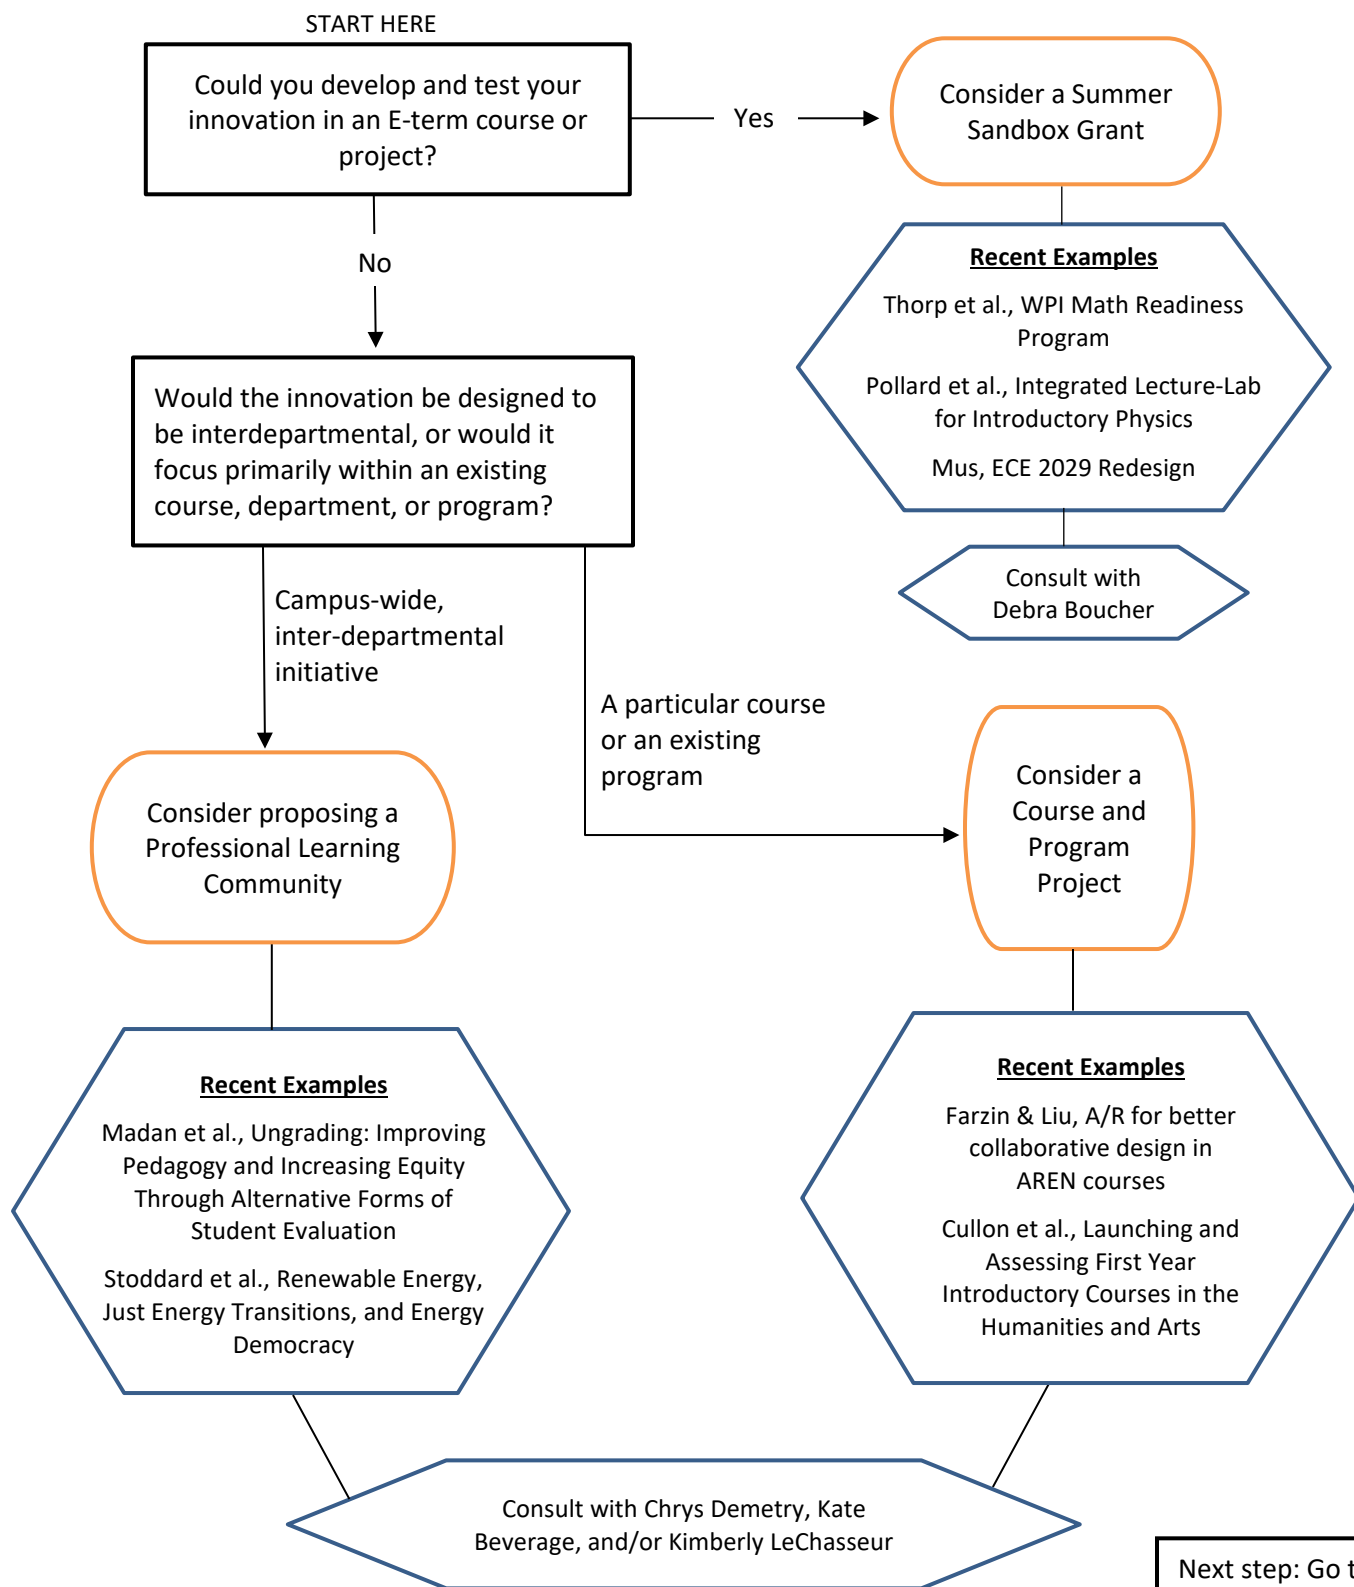 START HERE
Could you develop and test your
innovation in an E-term course or
project?
Yes
Consider a Summer
Sandbox Grant
No
Recent Examples
Thorp et al., WPI Math Readiness
Program
Pollard et al., Integrated Lecture-Lab
for Introductory Physics
Mus, ECE 2029 Redesign
Consult with
Debra Boucher
Would the innovation be designed to
be interdepartmental, or would it
focus primarily within an existing
course, department, or program?
Campus-wide,
inter-departmental
initiative
A particular course
or an existing
program
Consider proposing a
Professional Learning
Community
Consider a
Course and
Program
Project
Recent Examples
Madan et al., Ungrading: Improving
Pedagogy and Increasing Equity
Through Alternative Forms of
Student Evaluation
Stoddard et al., Renewable Energy,
Just Energy Transitions, and Energy
Democracy
Recent Examples
Farzin & Liu, A/R for better
collaborative design in
AREN courses
Cullon et al., Launching and
Assessing First Year
Introductory Courses in the
Humanities and Arts
Consult with Chrys Demetry, Kate
Beverage, and/or Kimberly LeChasseur
Next step: Go